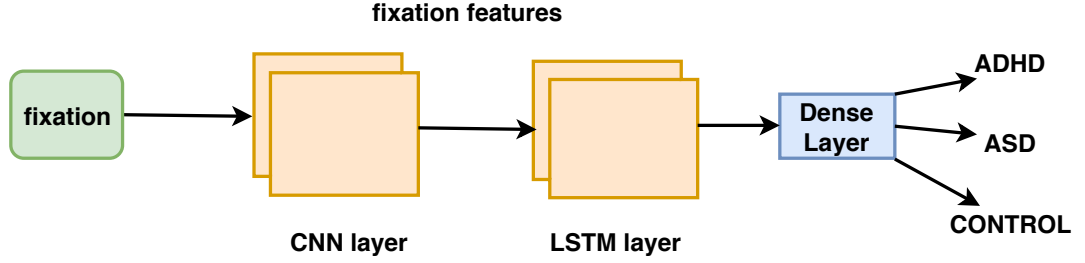 fixation features
fixation
CNN layer
LSTM layer
Dense
Layer
ADHD
ASD
CONTROL